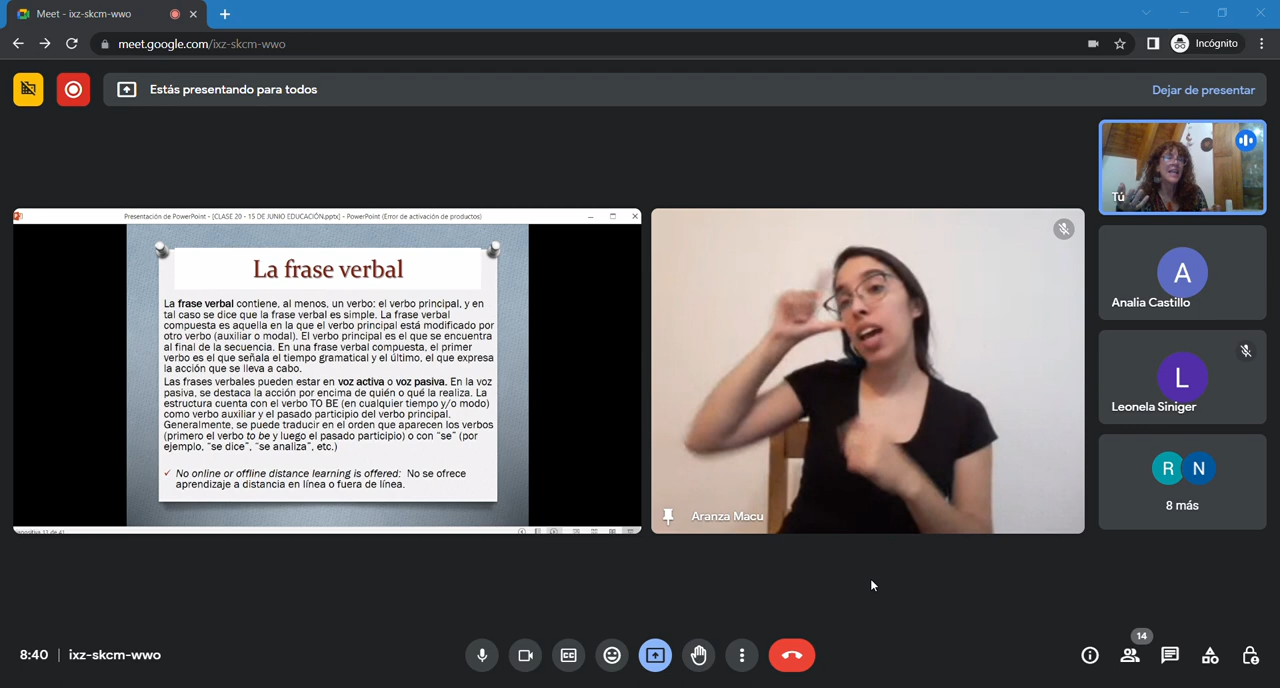 Meet - ixz-skcm-wwo
meet.google.com/ixz-skcm-wwo
Incógnito
Estás presentando para todos
Dejar de presentar
Presentación de PowerPoint - [CLASE 20 - 15 DE JUNIO EDUCACIÓN.pptx] - PowerPoint (Error de activación de productos)
La frase verbal
La frase verbal contiene, al menos, un verbo: el verbo principal, y en
tal caso se dice que la frase verbal es simple. La frase verbal
compuesta es aquella en la que el verbo principal está modificado por
otro verbo (auxiliar o modal). El verbo principal es el que se encuentra
al final de la secuencia. En una frase verbal compuesta, el primer
verbo es el que señala el tiempo gramatical y el último, el que expresa
la acción que se lleva a cabo.
Las frases verbales pueden estar en voz activa o voz pasiva. En la voz
pasiva, se destaca la acción por encima de quién o qué la realiza. La
estructura cuenta con el verbo TO BE (en cualquier tiempo y/o modo)
como verbo auxiliar y el pasado participio del verbo principal.
Generalmente, se puede traducir en el orden que aparecen los verbos
(primero el verbo to be y luego el pasado participio) o con "se" (por
ejemplo, "se dice", "se analiza", etc.)
✓ No online or offline distance learning is offered: No se ofrece
aprendizaje a distancia en línea o fuera de línea.
Aranza Macu
Tú
A
Analia Castillo
L
Leonela Siniger
R N
8 más
8:40 | ixz-skcm-wwo
14